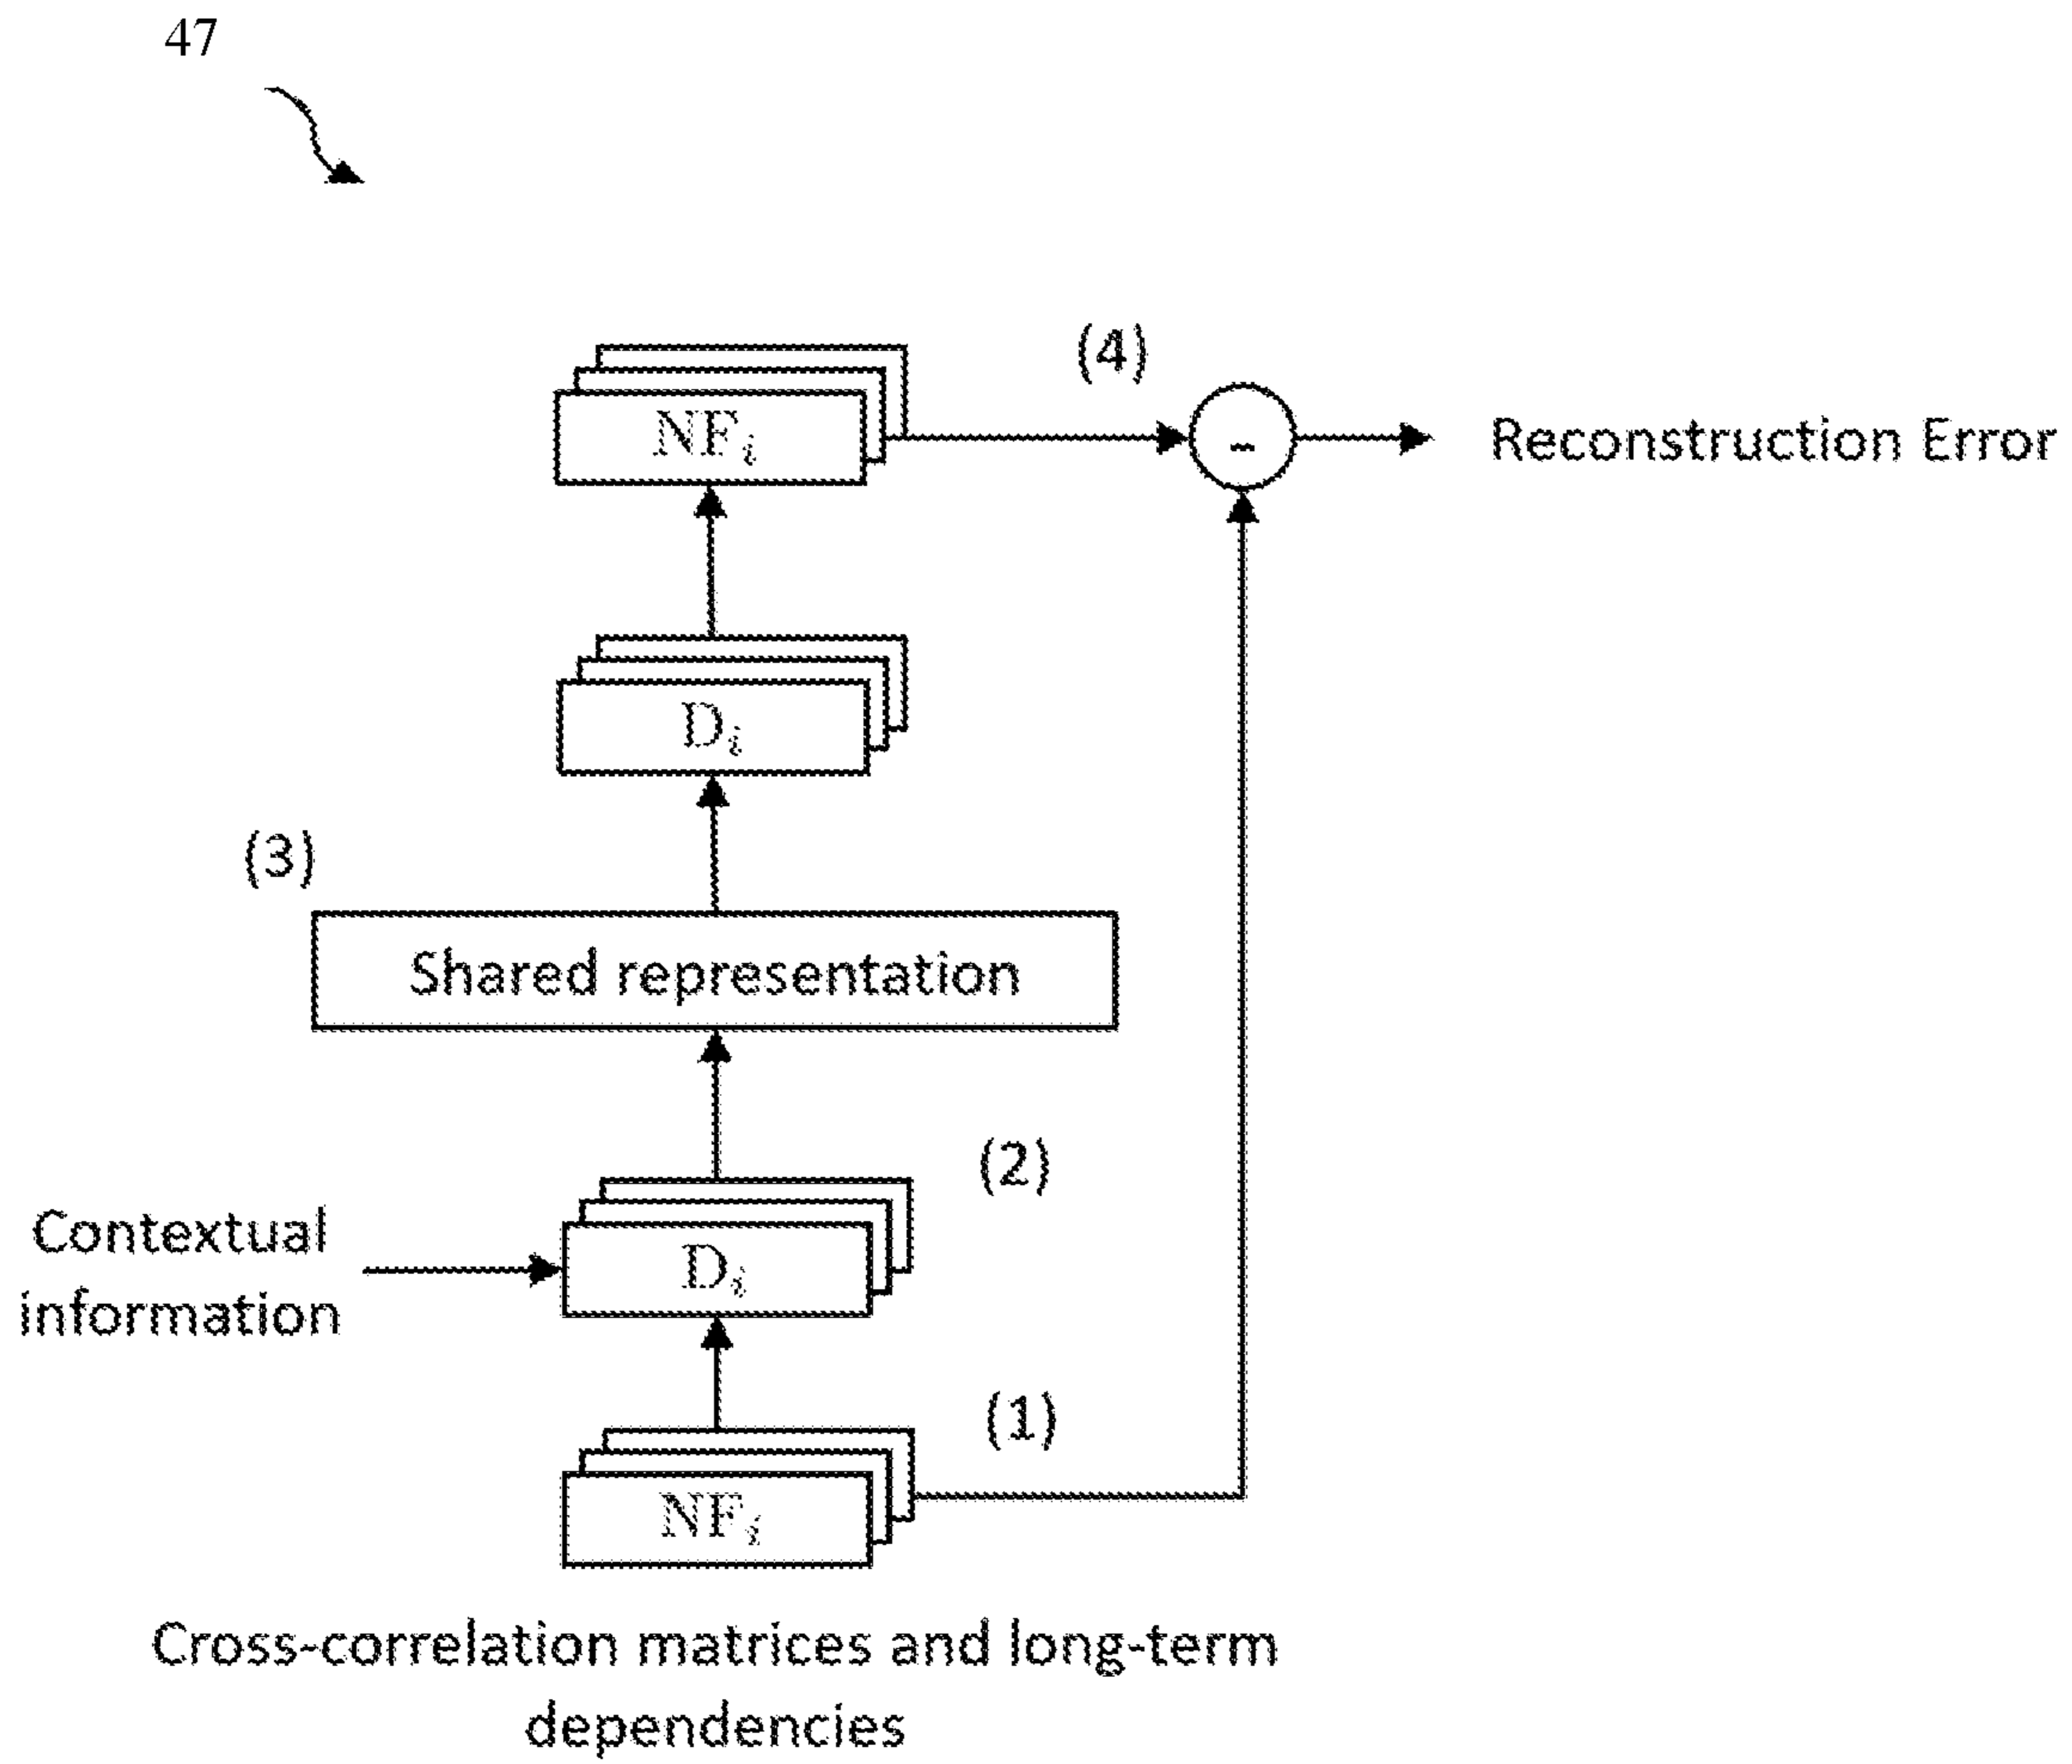 47
(4)
NFᵢ
-
Reconstruction Error
Dᵢ
(3)
Shared representation
(2)
Contextual
information
Dᵢ
(1)
NFᵢ
Cross-correlation matrices and long-term
dependencies